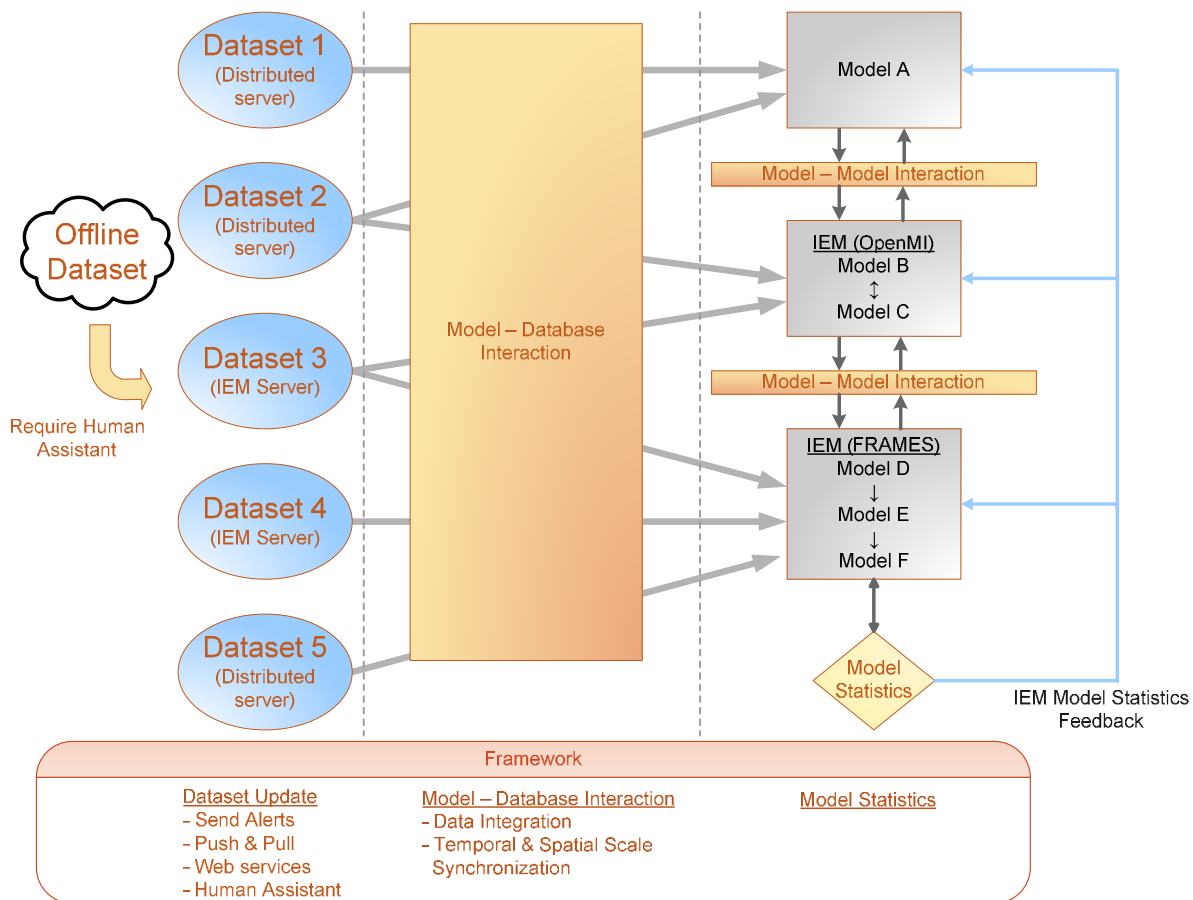 Dataset 1
(Distributed
server)
Dataset 2
(Distributed
server)
Offline
Dataset
Dataset 3
(IEM Server)
Require Human
Assistant
Dataset 4
(IEM Server)
Dataset 5
(Distributed
server)
Model – Database
Interaction
Model A
Model – Model Interaction
IEM (OpenMI)
Model B
↕
Model C
Model – Model Interaction
IEM (FRAMES)
Model D
↓
Model E
↓
Model F
Model
Statistics
IEM Model Statistics
Feedback
Framework
Dataset Update
- Send Alerts
- Push & Pull
- Web services
- Human Assistant
Model – Database Interaction
- Data Integration
- Temporal & Spatial Scale
Synchronization
Model Statistics